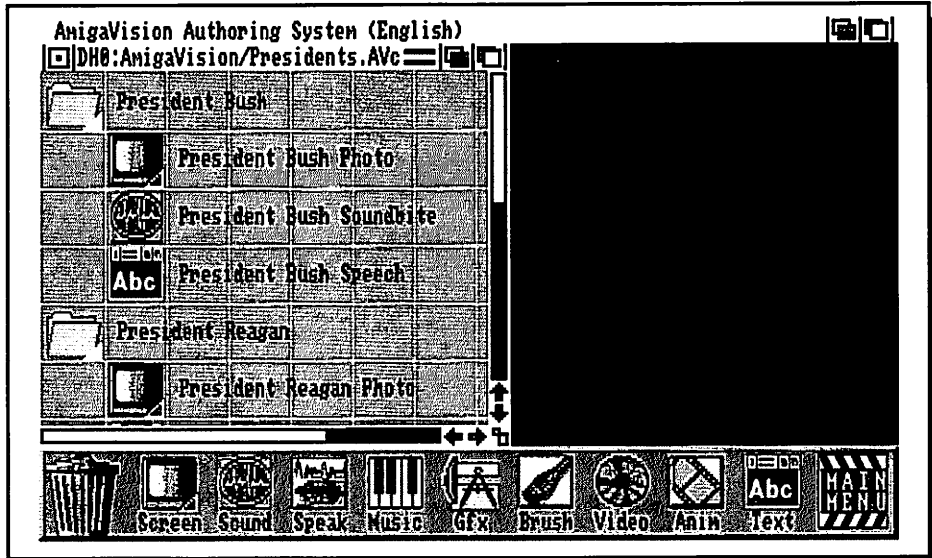 AmigaVision Authoring System (English)
DH0:AmigaVision/Presidents.AVc
President Bush
President Bush Photo
President Bush Soundbite
Abc President Bush Speech
President Reagan
President Reagan Photo
Screen Sound Speak Music Gfx Brush Video Anim Text
Abc
MAIN
MENU